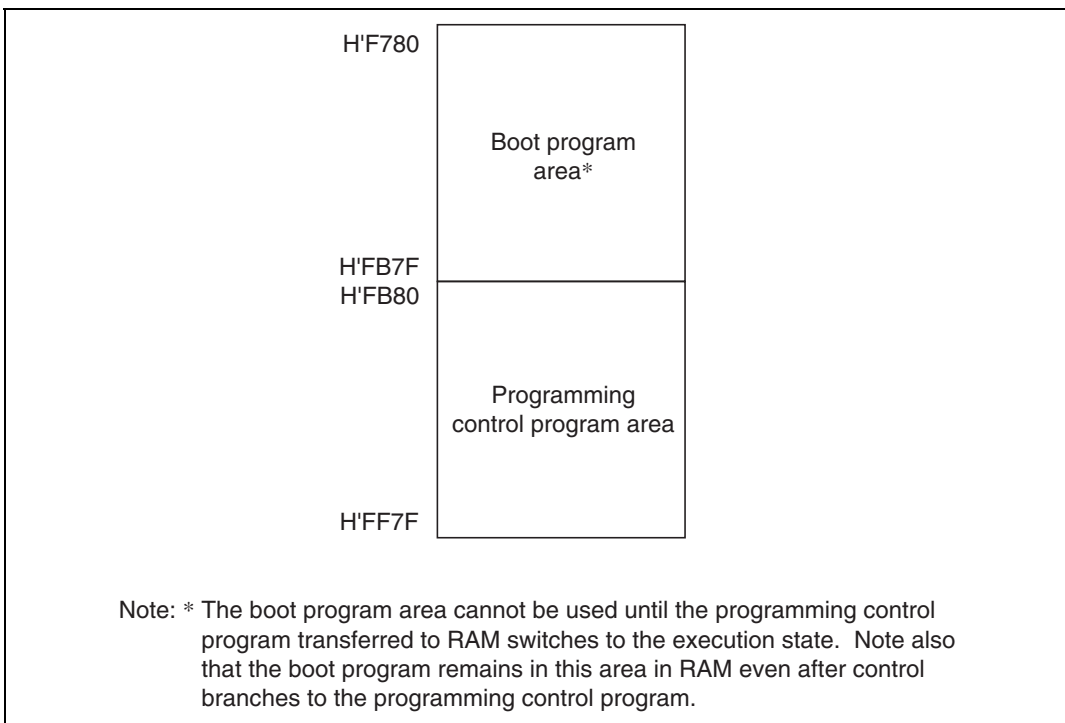 H'F780
Boot program
area*
H'FB7F
H'FB80
Programming
control program area
H'FF7F
Note: * The boot program area cannot be used until the programming control
program transferred to RAM switches to the execution state. Note also
that the boot program remains in this area in RAM even after control
branches to the programming control program.